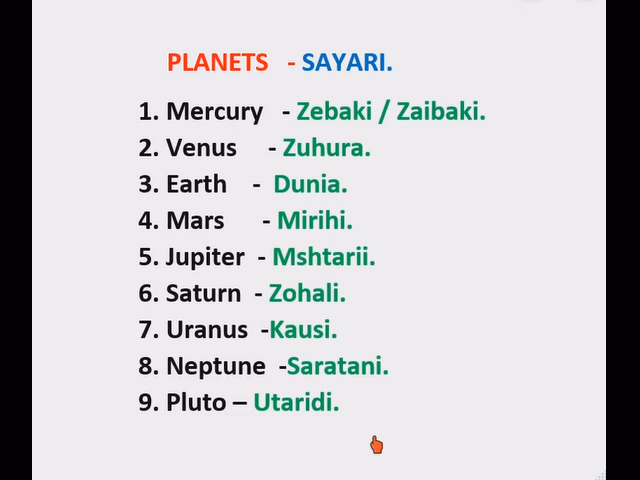 PLANETS - SAYARI.
1. Mercury - Zebaki / Zaibaki.
2. Venus - Zuhura.
3. Earth - Dunia.
4. Mars - Mirihi.
5. Jupiter - Mshtarii.
6. Saturn - Zohali.
7. Uranus -Kausi.
8. Neptune -Saratani.
9. Pluto – Utaridi.